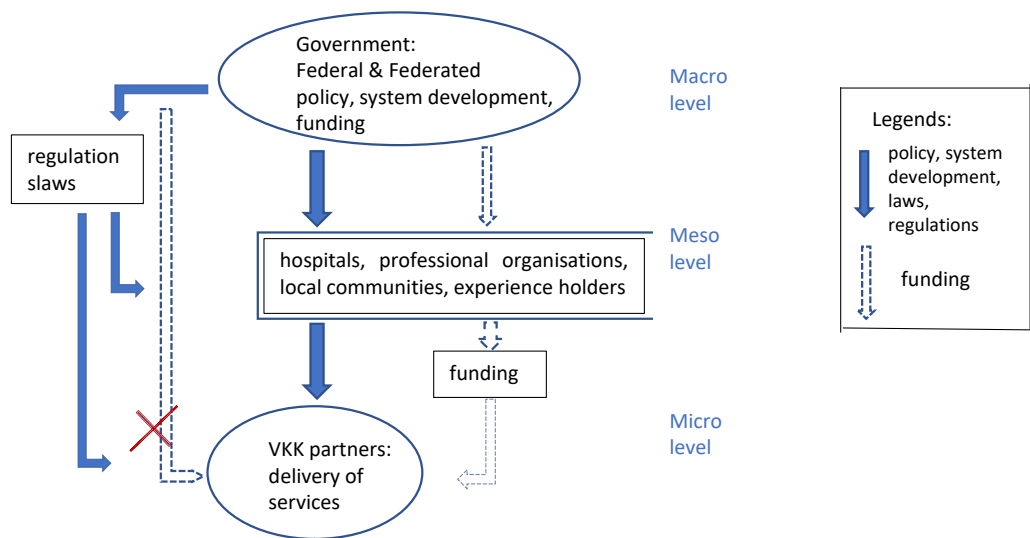 Government:
Federal & Federated
policy, system development,
funding
Macro
level
regulation
slaws
Legends:
policy, system
development,
laws,
regulations
funding
Meso
level
hospitals, professional organisations,
local communities, experience holders
funding
Micro
level
VKK partners:
delivery of
services